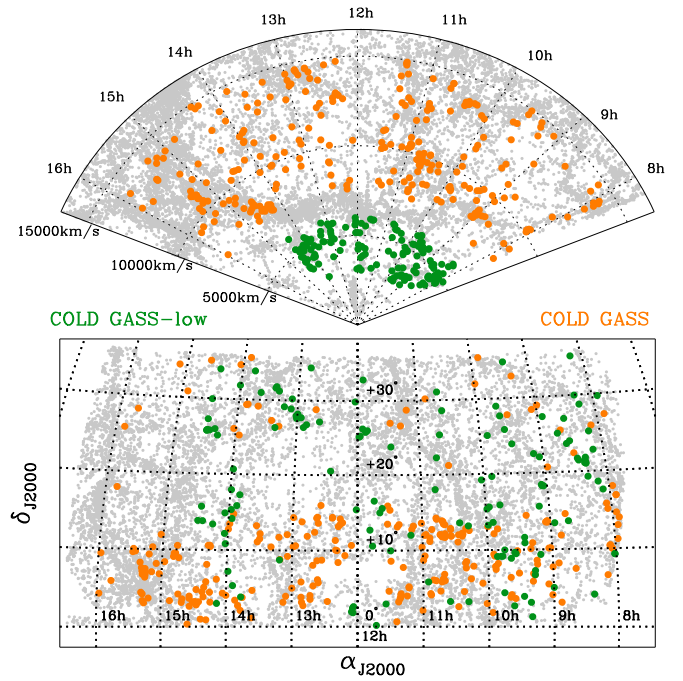 12h
13h 11h
14h 10h
15h 9h
16h 8h
15000km/s
10000km/s
5000km/s
COLD GASS-low COLD GASS
+30°
+20°
+10°
0°
16h 15h 14h 13h 11h 10h 9h 8h
12h
δJ2000
αJ2000